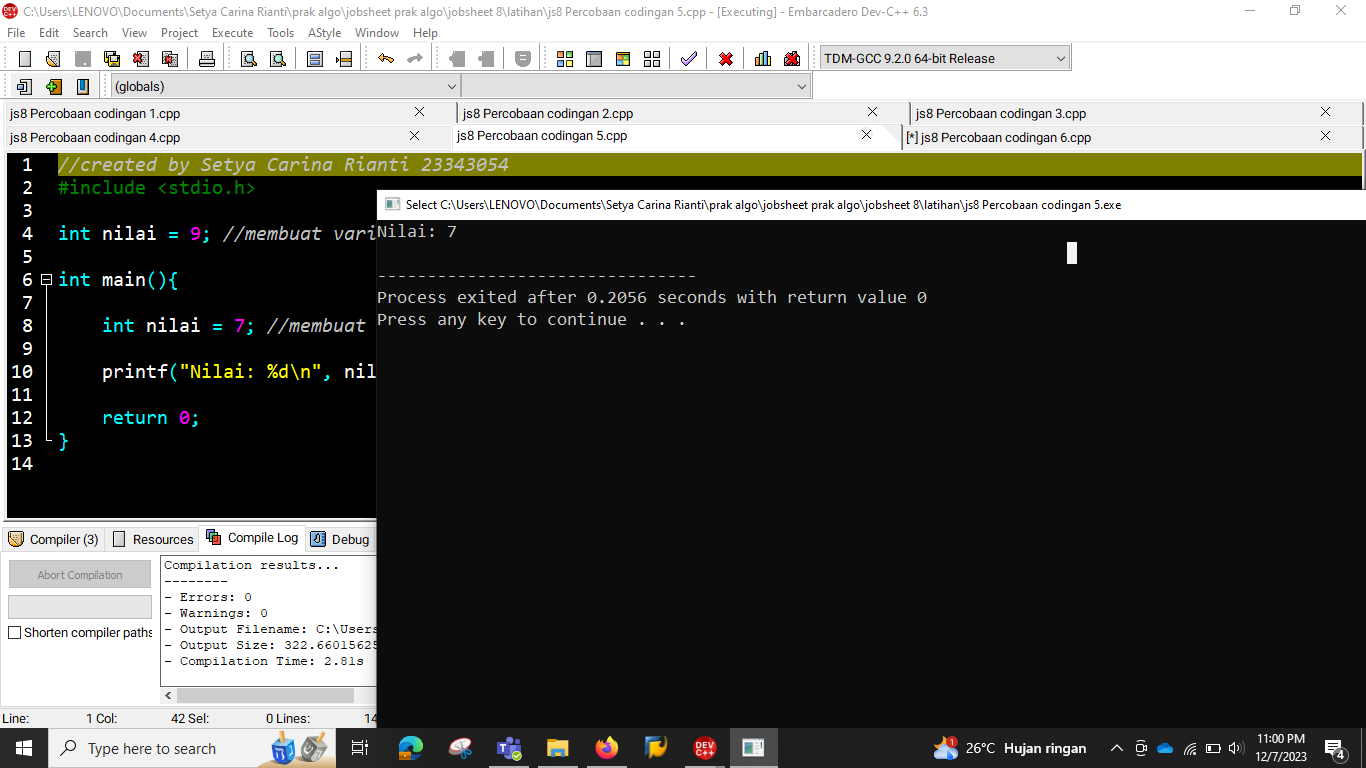 C:\Users\LENOVO\Documents\Setya Carina Rianti\prak algo\jobsheet prak algo\jobsheet 8\latihan\js8 Percobaan codingan 5.cpp - [Executing] - Embarcadero Dev-C++ 6.3
File Edit Search View Project Execute Tools AStyle Window Help
TDM-GCC 9.2.0 64-bit Release
(globals)
js8 Percobaan codingan 1.cpp js8 Percobaan codingan 2.cpp js8 Percobaan codingan 3.cpp
js8 Percobaan codingan 4.cpp js8 Percobaan codingan 5.cpp [*] js8 Percobaan codingan 6.cpp
1 //created by Setya Carina Rianti 23343054
2 #include <stdio.h>
3
4 int nilai = 9; //membuat vari
5
6 int main(){
7
8 int nilai = 7; //membuat
9
10 printf("Nilai: %d\n", nil
11
12 return 0;
13 }
14
Select C:\Users\LENOVO\Documents\Setya Carina Rianti\prak algo\jobsheet prak algo\jobsheet 8\latihan\js8 Percobaan codingan 5.exe
Nilai: 7
--------------------------------
Process exited after 0.2056 seconds with return value 0
Press any key to continue . . .
Compiler (3) Resources Compile Log Debug
Abort Compilation
Shorten compiler paths
Compilation results...
--------
- Errors: 0
- Warnings: 0
- Output Filename: C:\Users
- Output Size: 322.66015625
- Compilation Time: 2.81s
Line: 1 Col: 42 Sel: 0 Lines: 14
Type here to search
DEV C++
1
26°C Hujan ringan
11:00 PM
12/7/2023
4